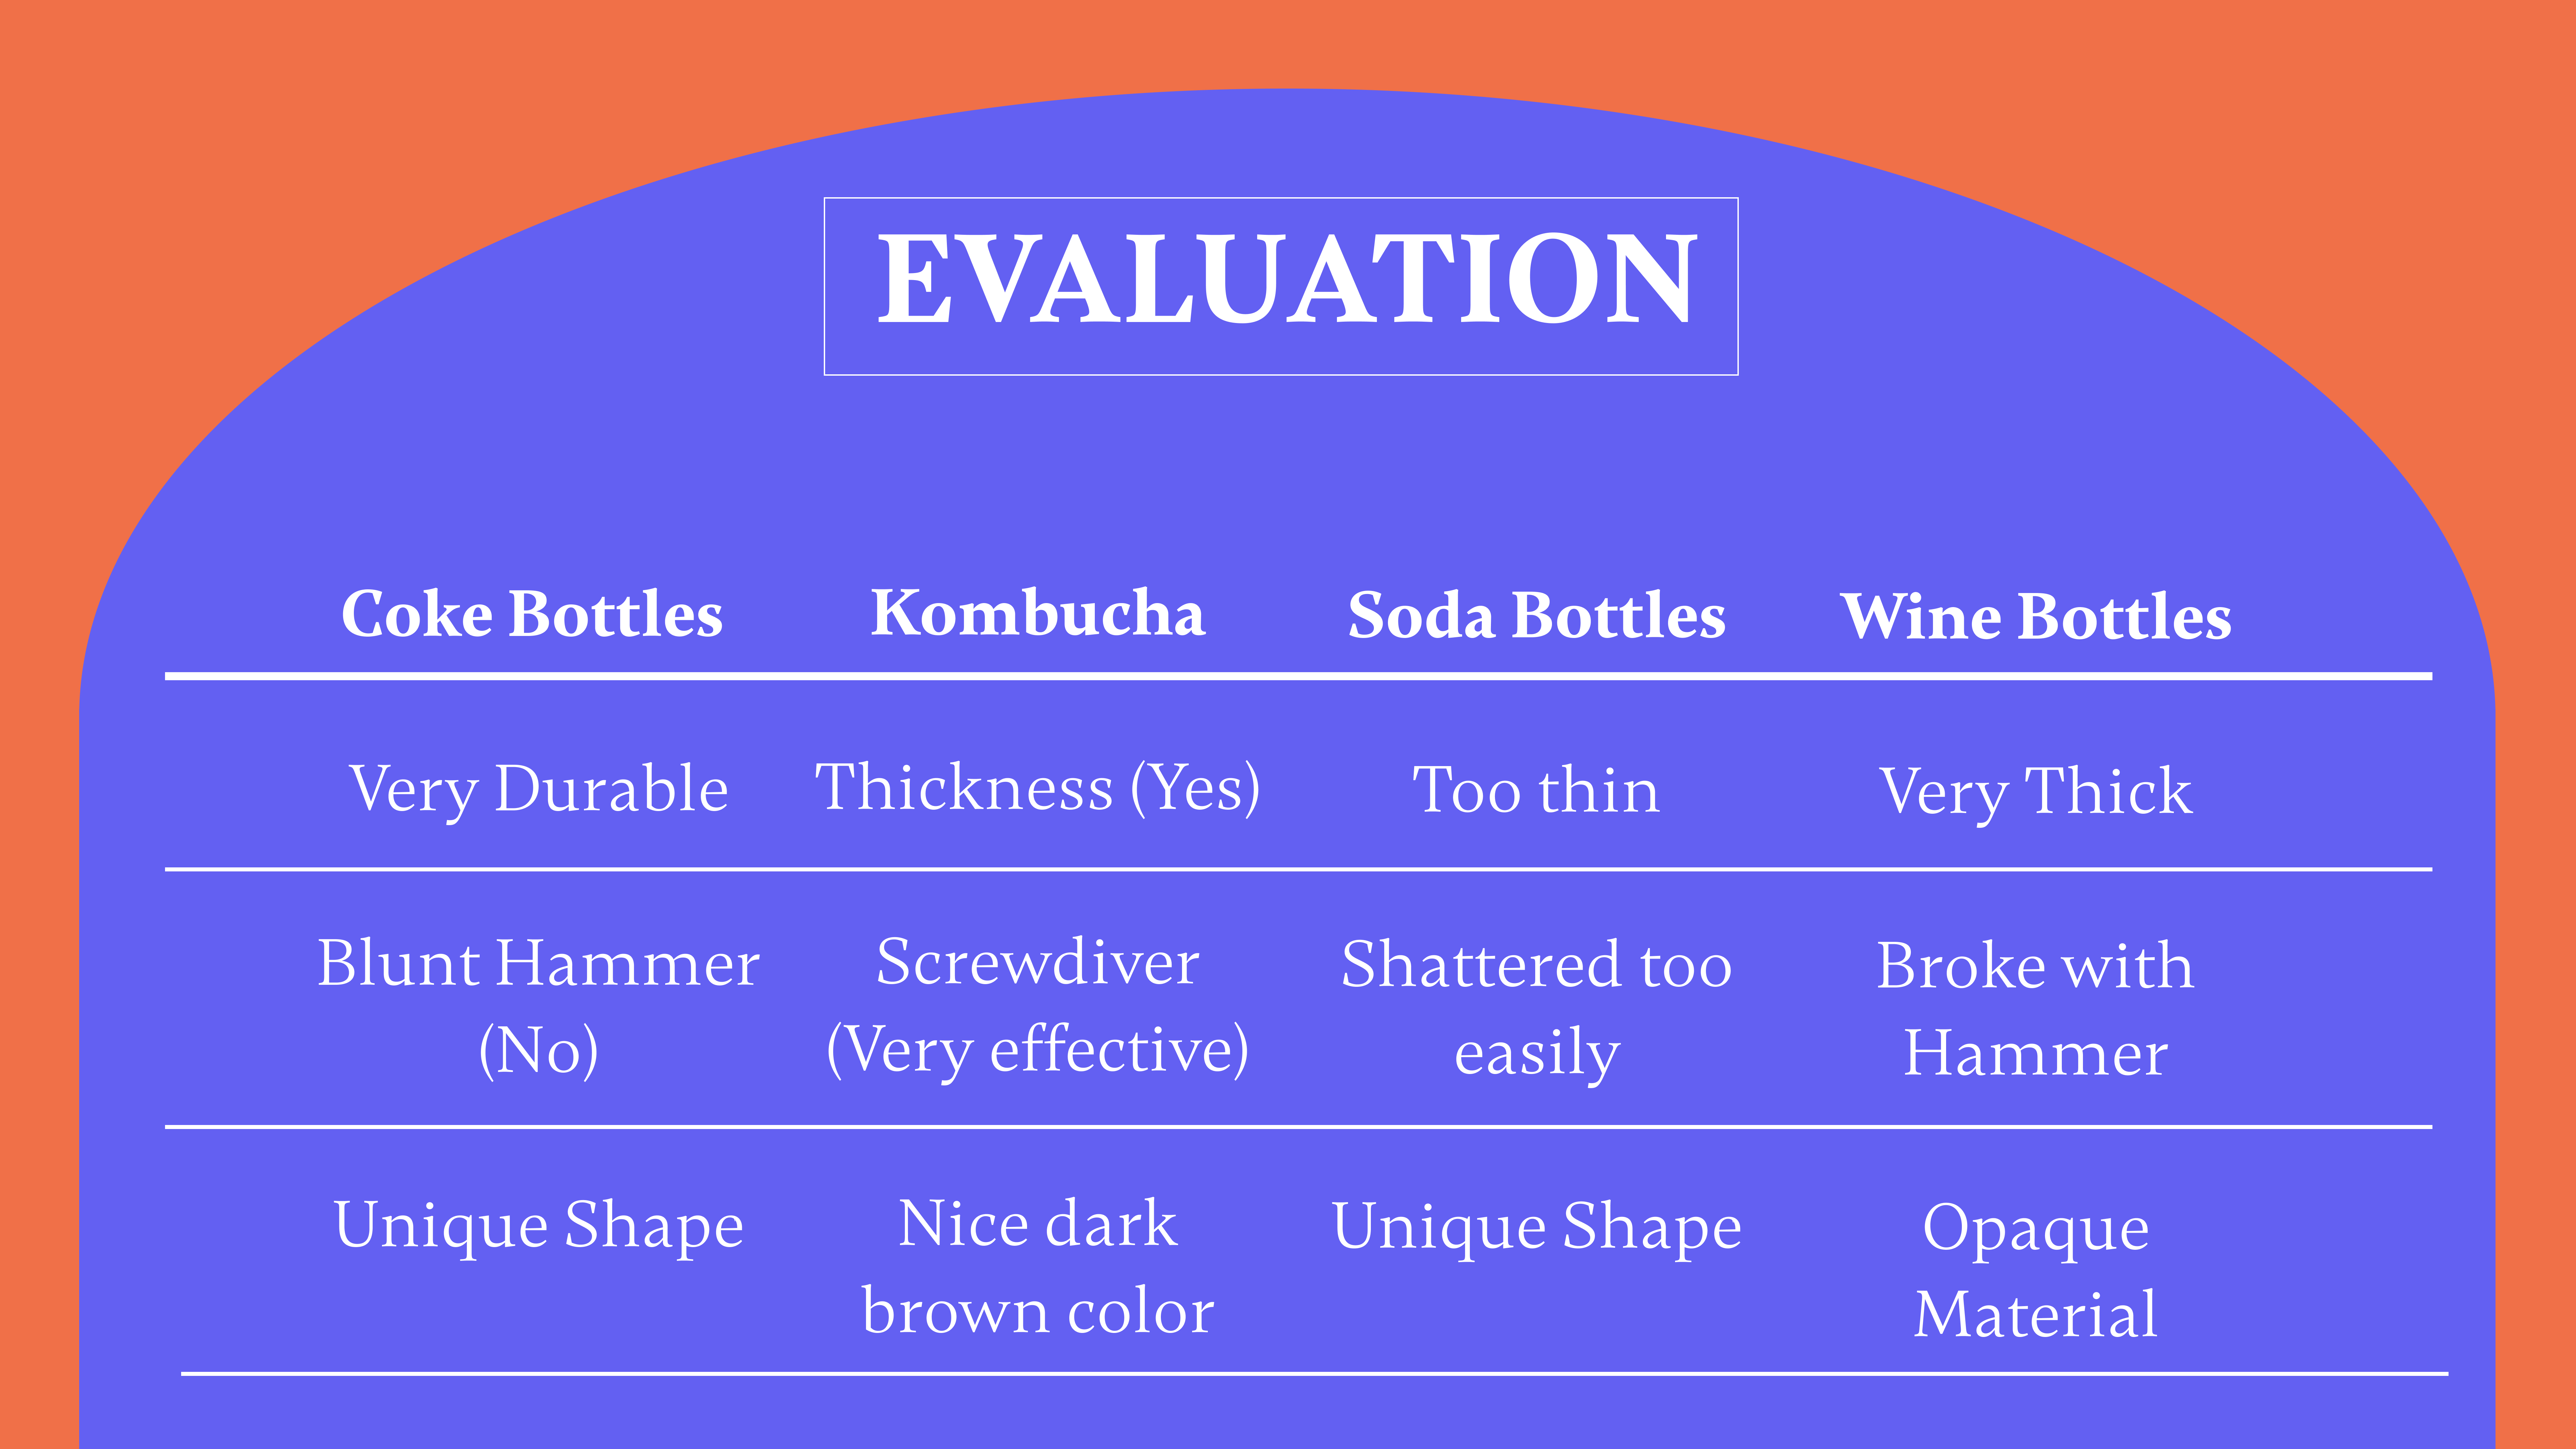 EVALUATION
Coke Bottles Kombucha Soda Bottles Wine Bottles
Very Durable Thickness (Yes) Too thin Very Thick
Blunt Hammer Screwdiver Shattered too Broke with
(No) (Very effective) easily Hammer
Unique Shape Nice dark Unique Shape Opaque
brown color Material